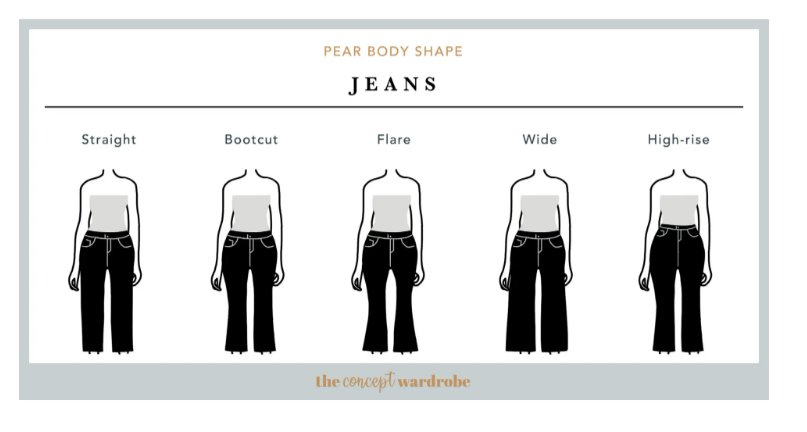 PEAR BODY SHAPE
JEANS
Straight Bootcut Flare Wide High-rise
the concept wardrobe